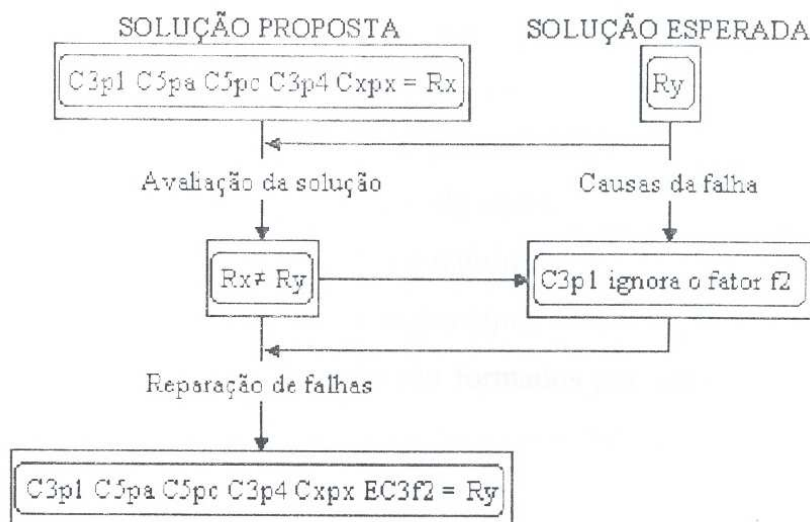 SOLUÇÃO PROPOSTA
SOLUÇÃO ESPERADA
C3p1 C5pa C5pc C3p4 Cxpx = Rx
Ry
Avaliação da solução
Causas da falha
Rx ≠ Ry
C3p1 ignora o fator f2
Reparação de falhas
C3p1 C5pa C5pc C3p4 Cxpx EC3f2 = Ry